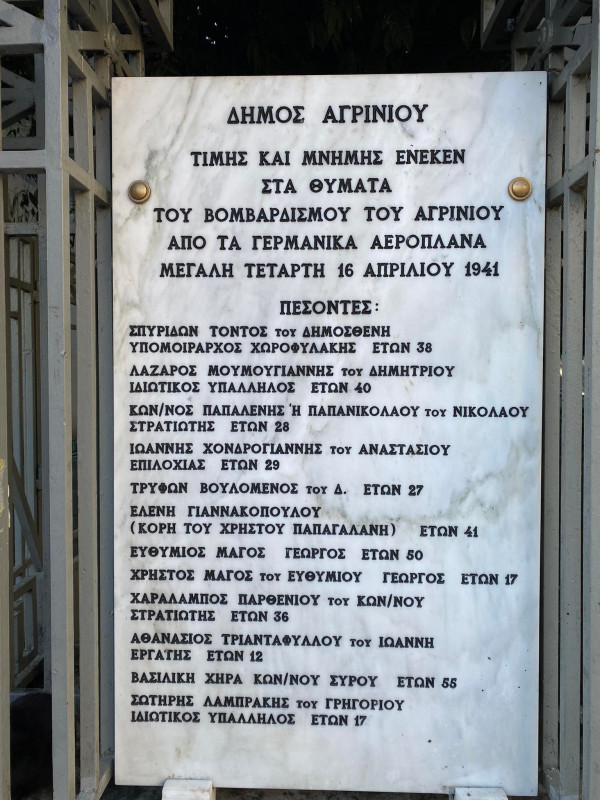 ΔΗΜΟΣ ΑΓΡΙΝΙΟΥ
ΤΙΜΗΣ ΚΑΙ ΜΝΗΜΗΣ ΕΝΕΚΕΝ
ΣΤΑ ΘΥΜΑΤΑ
ΤΟΥ ΒΟΜΒΑΡΔΙΣΜΟΥ ΤΟΥ ΑΓΡΙΝΙΟΥ
ΑΠΟ ΤΑ ΓΕΡΜΑΝΙΚΑ ΑΕΡΟΠΛΑΝΑ
ΜΕΓΑΛΗ ΤΕΤΑΡΤΗ 16 ΑΠΡΙΛΙΟΥ 1941
ΠΕΣΟΝΤΕΣ:
ΣΠΥΡΙΔΩΝ ΤΟΝΤΟΣ του ΔΗΜΟΣΘΕΝΗ
ΥΠΟΜΟΙΡΑΡΧΟΣ ΧΩΡΟΦΥΛΑΚΗΣ ΕΤΩΝ 38
ΛΑΖΑΡΟΣ ΜΟΥΜΟΥΓΙΑΝΝΗΣ του ΔΗΜΗΤΡΙΟΥ
ΙΔΙΩΤΙΚΟΣ ΥΠΑΛΛΗΛΟΣ ΕΤΩΝ 40
ΚΩΝ/ΝΟΣ ΠΑΠΑΛΕΝΗΣ Ή ΠΑΠΑΝΙΚΟΛΑΟΥ του ΝΙΚΟΛΑΟΥ
ΣΤΡΑΤΙΩΤΗΣ ΕΤΩΝ 28
ΙΩΑΝΝΗΣ ΧΟΝΔΡΟΓΙΑΝΝΗΣ του ΑΝΑΣΤΑΣΙΟΥ
ΕΠΙΛΟΧΙΑΣ ΕΤΩΝ 29
ΤΡΥΦΩΝ ΒΟΥΛΟΜΕΝΟΣ του Δ. ΕΤΩΝ 27
ΕΛΕΝΗ ΓΙΑΝΝΑΚΟΠΟΥΛΟΥ
(ΚΟΡΗ ΤΟΥ ΧΡΗΣΤΟΥ ΠΑΠΑΓΑΛΑΝΗ) ΕΤΩΝ 41
ΕΥΘΥΜΙΟΣ ΜΑΓΟΣ ΓΕΩΡΓΟΣ ΕΤΩΝ 50
ΧΡΗΣΤΟΣ ΜΑΓΟΣ του ΕΥΘΥΜΙΟΥ ΓΕΩΡΓΟΣ ΕΤΩΝ 17
ΧΑΡΑΛΑΜΠΟΣ ΠΑΡΘΕΝΙΟΥ του ΚΩΝ/ΝΟΥ
ΣΤΡΑΤΙΩΤΗΣ ΕΤΩΝ 36
ΑΘΑΝΑΣΙΟΣ ΤΡΙΑΝΤΑΦΥΛΛΟΥ του ΙΩΑΝΝΗ
ΕΡΓΑΤΗΣ ΕΤΩΝ 12
ΒΑΣΙΛΙΚΗ ΧΗΡΑ ΚΩΝ/ΝΟΥ ΣΥΡΟΥ ΕΤΩΝ 55
ΣΩΤΗΡΗΣ ΛΑΜΠΡΑΚΗΣ του ΓΡΗΓΟΡΙΟΥ
ΙΔΙΩΤΙΚΟΣ ΥΠΑΛΛΗΛΟΣ ΕΤΩΝ 17